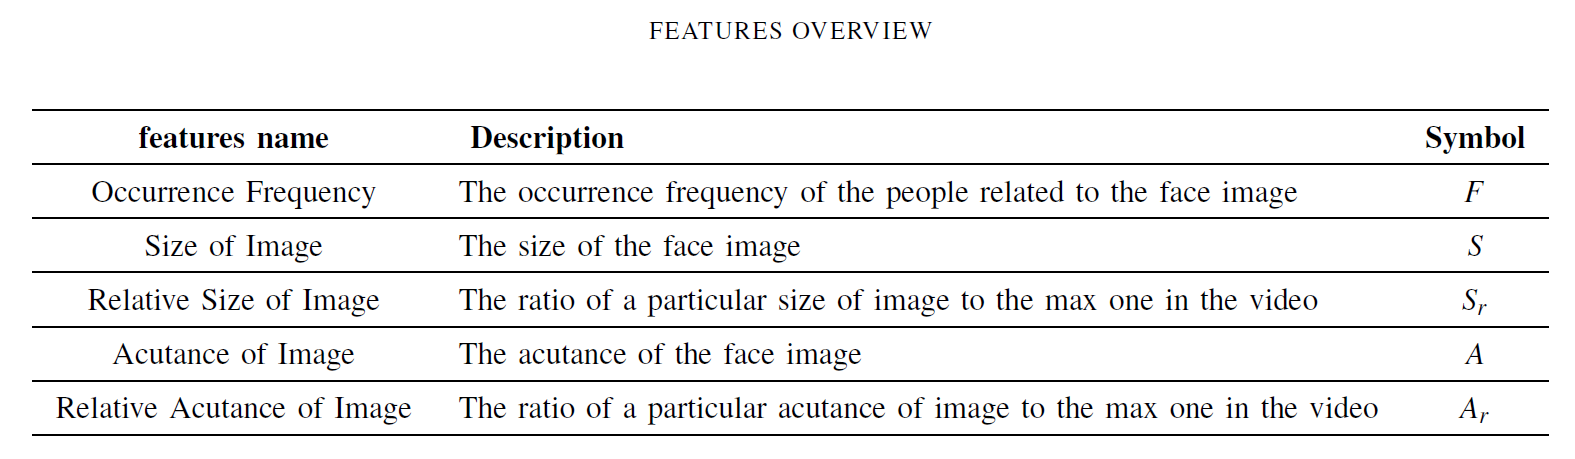 FEATURES OVERVIEW
features name Description Symbol
Occurrence Frequency The occurrence frequency of the people related to the face image F
Size of Image The size of the face image S
Relative Size of Image The ratio of a particular size of image to the max one in the video Sr
Acutance of Image The acutance of the face image A
Relative Acutance of Image The ratio of a particular acutance of image to the max one in the video Ar